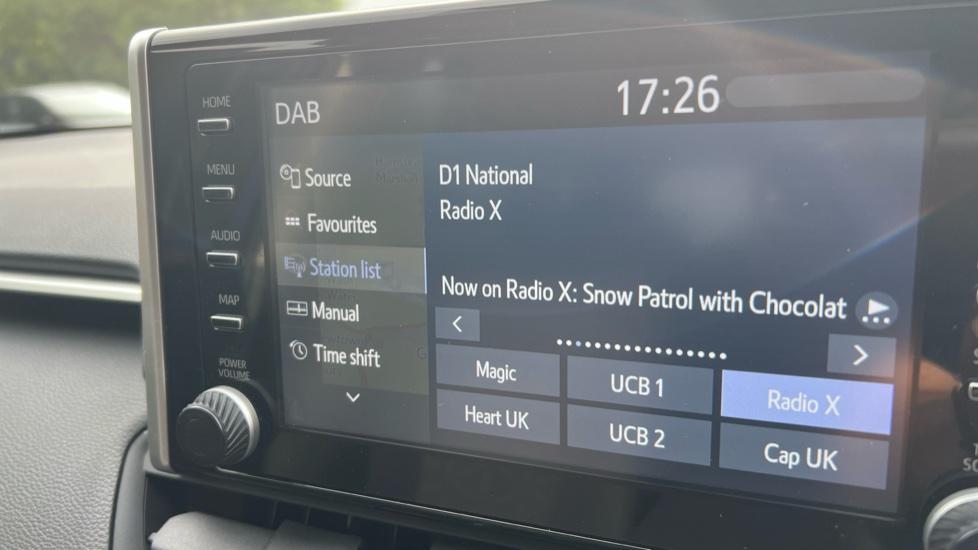 HOME
MENU
AUDIO
MAP
POWER
VOLUME
DAB
17:26
Source
Favourites
Station list
Manual
Time shift
D1 National
Radio X
Now on Radio X: Snow Patrol with Chocolat
Magic
UCB 1
Radio X
Heart UK
UCB 2
Cap UK